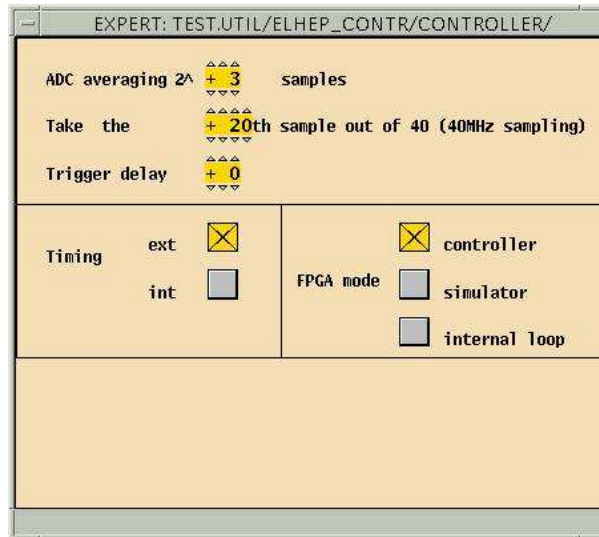 EXPERT: TEST.UTIL/ELHEP_CONTR/CONTROLLER/
ADC averaging 2^ + 3 samples
Take the + 20th sample out of 40 (40MHz sampling)
Trigger delay + 0
Timing
ext
int
FPGA mode
controller
simulator
internal loop